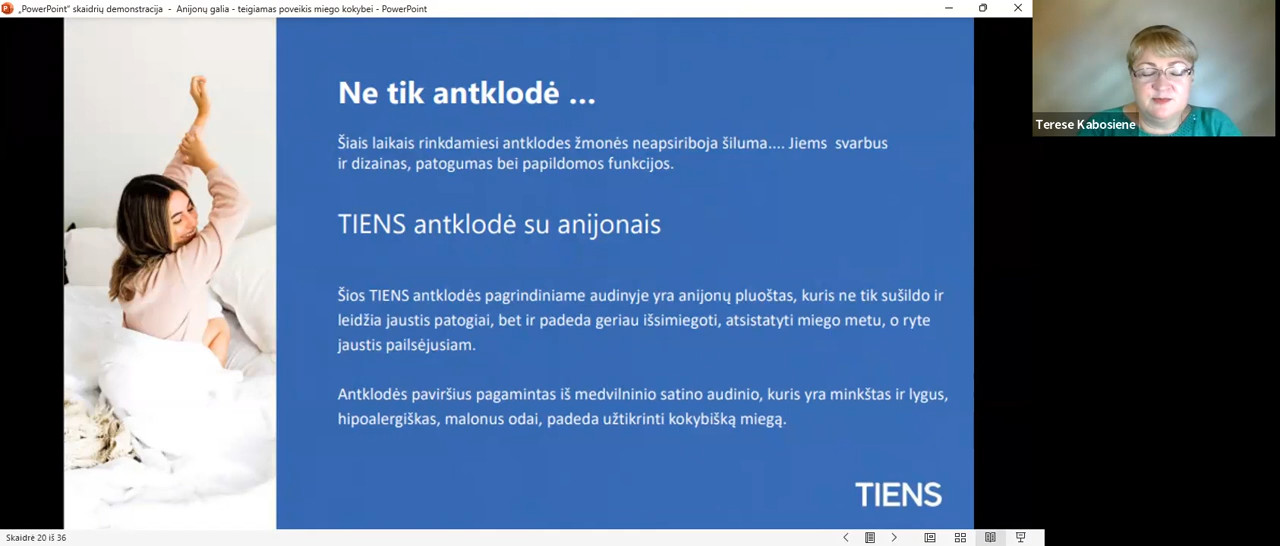 „PowerPoint“ skaidrių demonstracija - Anijonų galia - teigiamas poveikis miego kokybei - PowerPoint
Terese Kabosiene
Ne tik antklodė ...
Šiais laikais rinkdamiesi antklodes žmonės neapsiriboja šiluma.... Jiems svarbus
ir dizainas, patogumas bei papildomos funkcijos.
TIENS antklodė su anijonais
Šios TIENS antklodės pagrindiniame audinyje yra anijonų pluoštas, kuris ne tik sušildo ir
leidžia jaustis patogiai, bet ir padeda geriau išsimiegoti, atsistatyti miego metu, o ryte
jaustis pailsėjusiam.
Antklodės paviršius pagamintas iš medvilninio satino audinio, kuris yra minkštas ir lygus,
hipoalergiškas, malonus odai, padeda užtikrinti kokybišką miegą.
TIENS
Skaidrė 20 iš 36